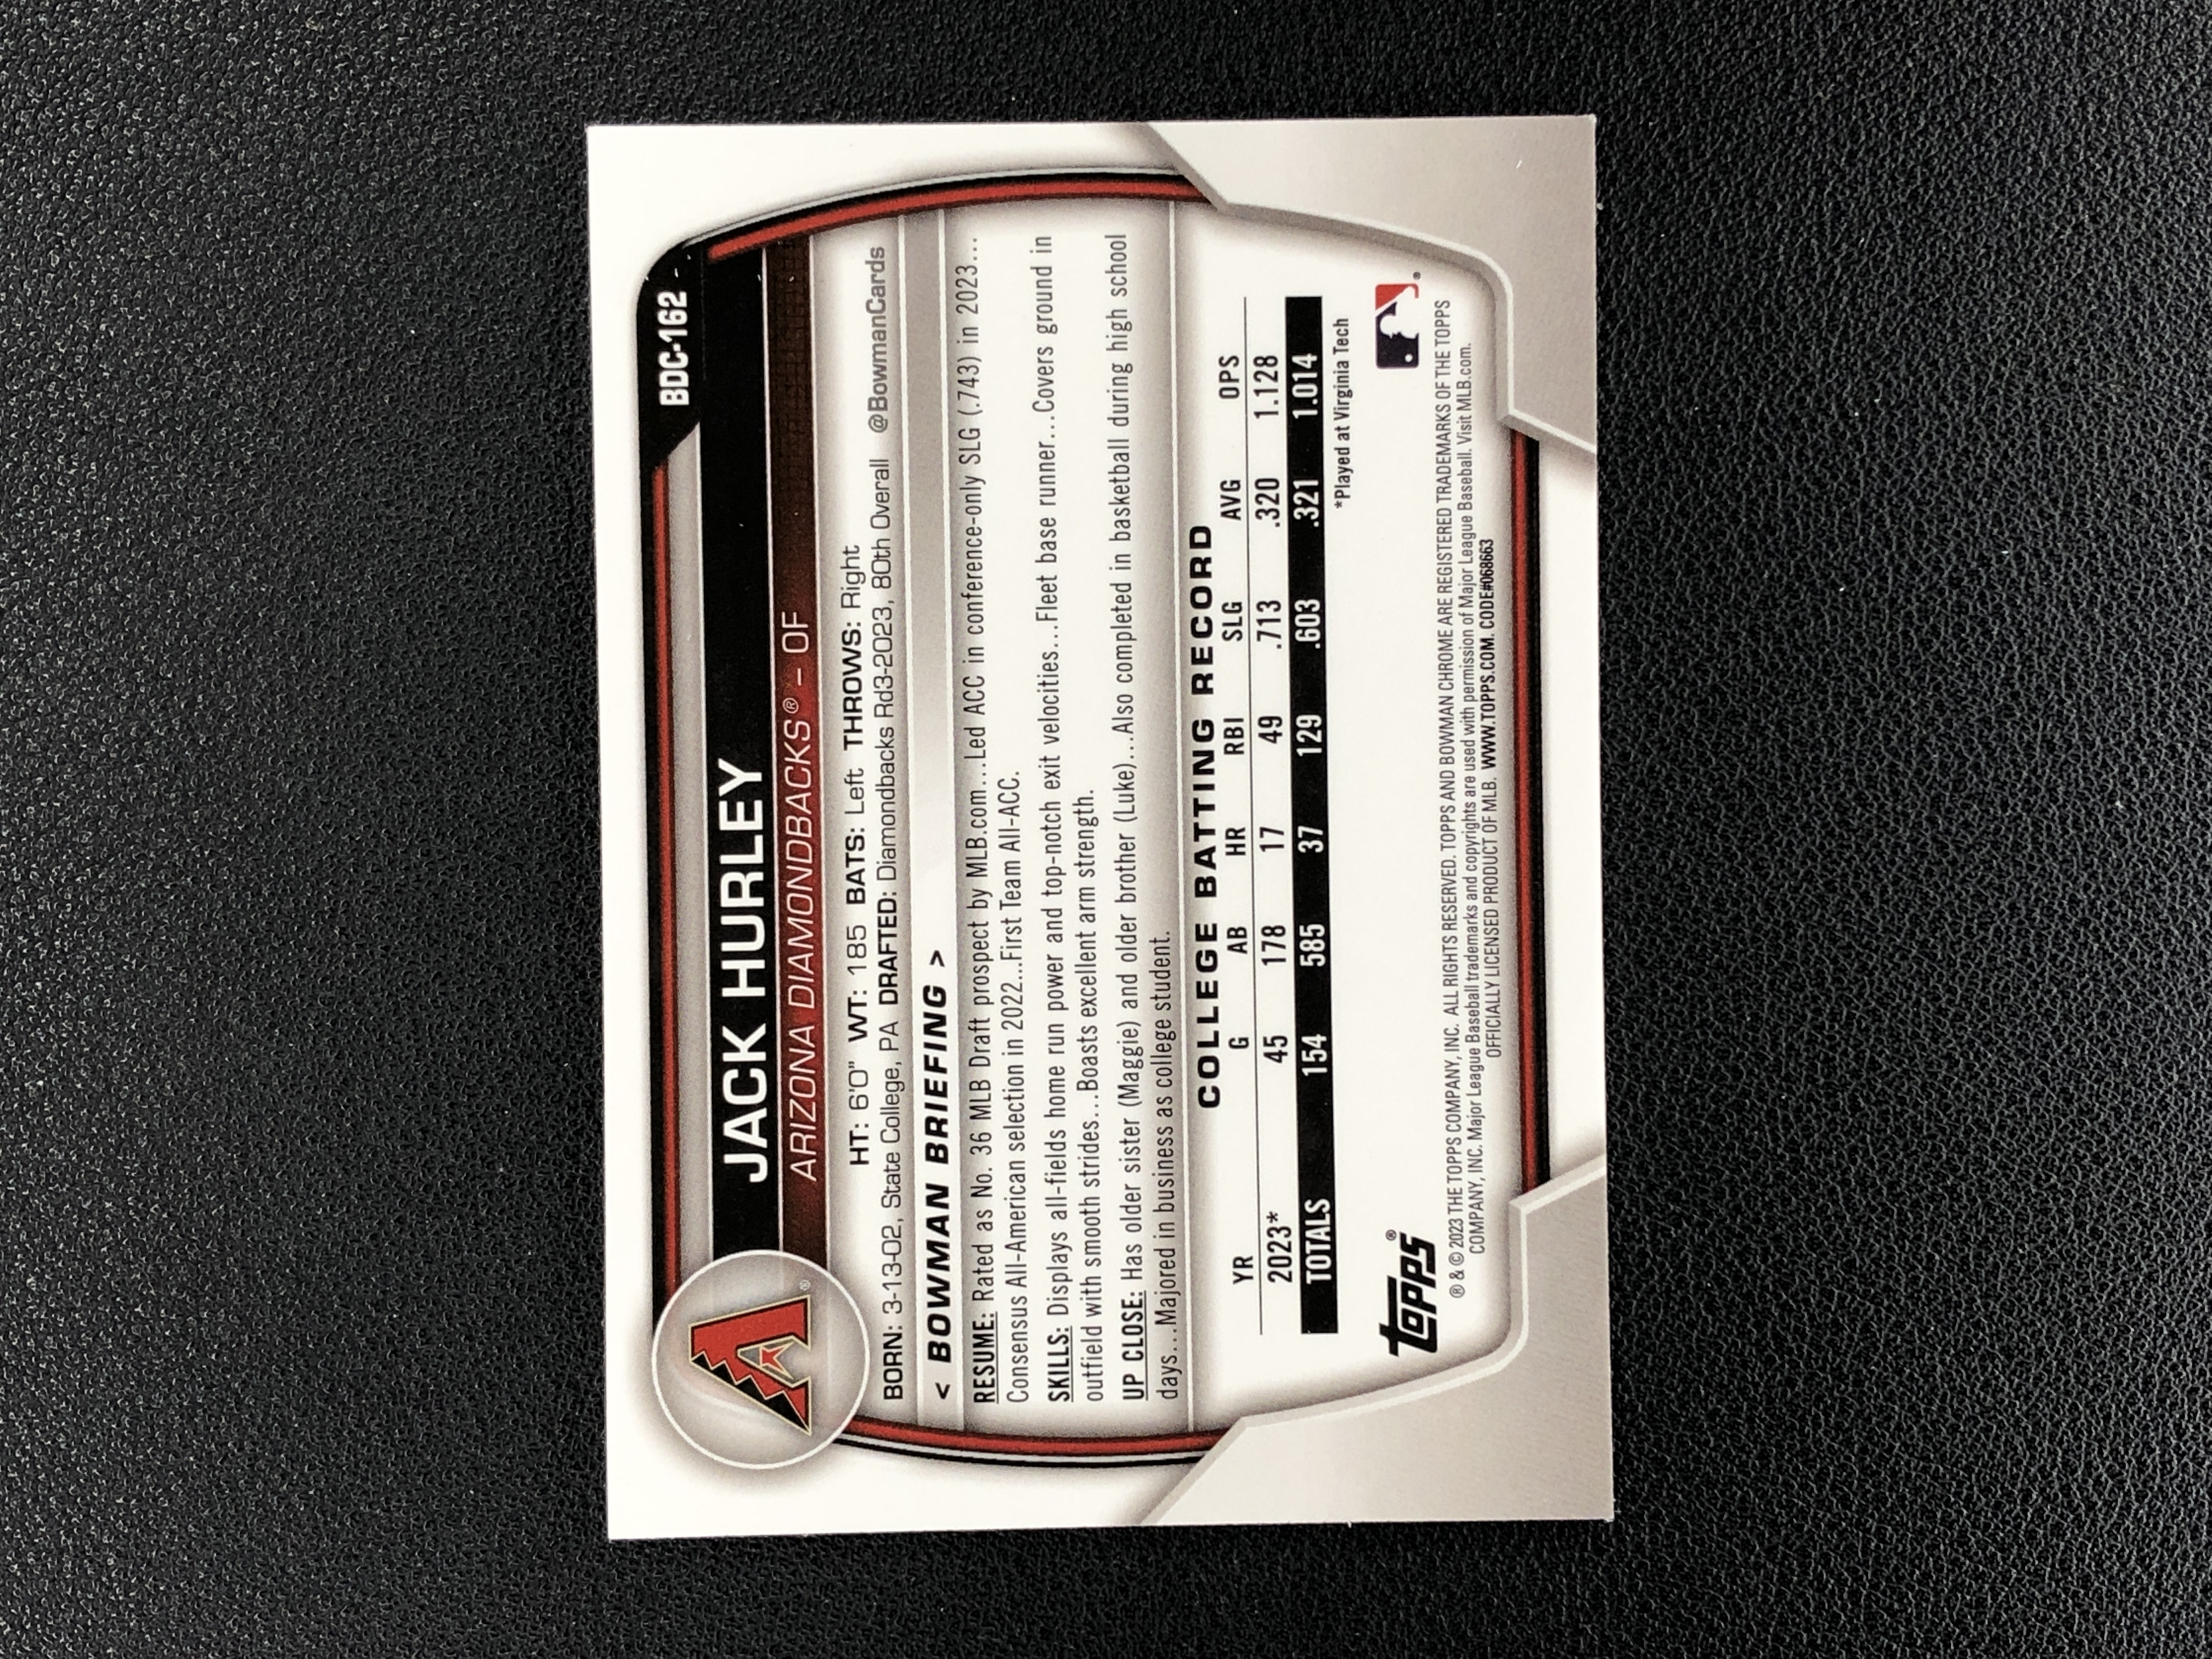 BDC-162
JACK HURLEY
ARIZONA DIAMONDBACKS® – OF
A
®
HT: 6'0" WT: 185 BATS: Left THROWS: Right
BORN: 3-13-02, State College, PA DRAFTED: Diamondbacks Rd3-2023, 80th Overall @BowmanCards
< BOWMAN BRIEFING >
RESUME: Rated as No. 36 MLB Draft prospect by MLB.com...Led ACC in conference-only SLG (.743) in 2023...
Consensus All-American selection in 2022...First Team All-ACC.
SKILLS: Displays all-fields home run power and top-notch exit velocities...Fleet base runner...Covers ground in
outfield with smooth strides...Boasts excellent arm strength.
UP CLOSE: Has older sister (Maggie) and older brother (Luke)...Also completed in basketball during high school
days...Majored in business as college student.
COLLEGE BATTING RECORD
YR G AB HR RBI SLG AVG OPS
2023* 45 178 17 49 .713 .320 1.128
TOTALS 154 585 37 129 .603 .321 1.014
*Played at Virginia Tech
topps®
®
® & © 2023 THE TOPPS COMPANY, INC. ALL RIGHTS RESERVED. TOPPS AND BOWMAN CHROME ARE REGISTERED TRADEMARKS OF THE TOPPS
COMPANY, INC. Major League Baseball trademarks and copyrights are used with permission of Major League Baseball. Visit MLB.com.
OFFICIALLY LICENSED PRODUCT OF MLB. WWW.TOPPS.COM. CODE#068663